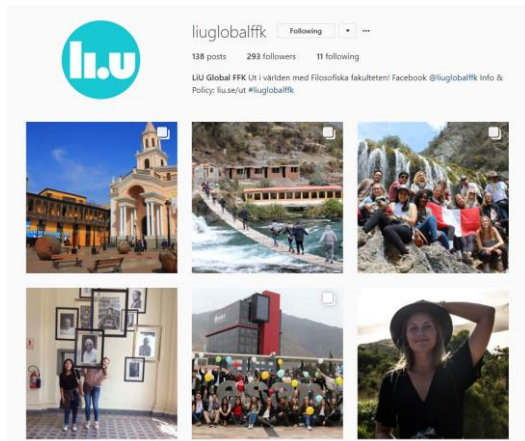 li.u
liuglobalffk Following
138 posts 293 followers 11 following
LiU Global FFK Ut i världen med Filosofiska fakulteten! Facebook @liuglobalffk Info &
Policy: liu.se/ut #liuglobalffk